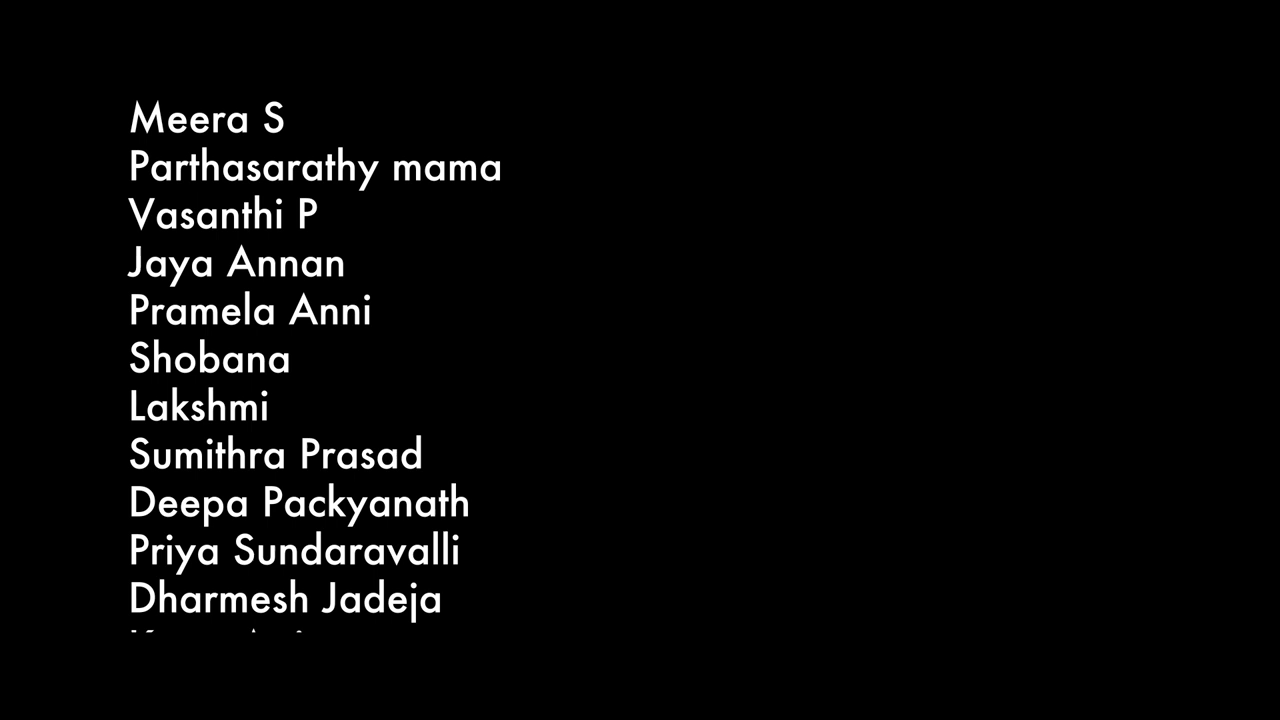 Meera S
Parthasarathy mama
Vasanthi P
Jaya Annan
Pramela Anni
Shobana
Lakshmi
Sumithra Prasad
Deepa Packyanath
Priya Sundaravalli
Dharmesh Jadeja